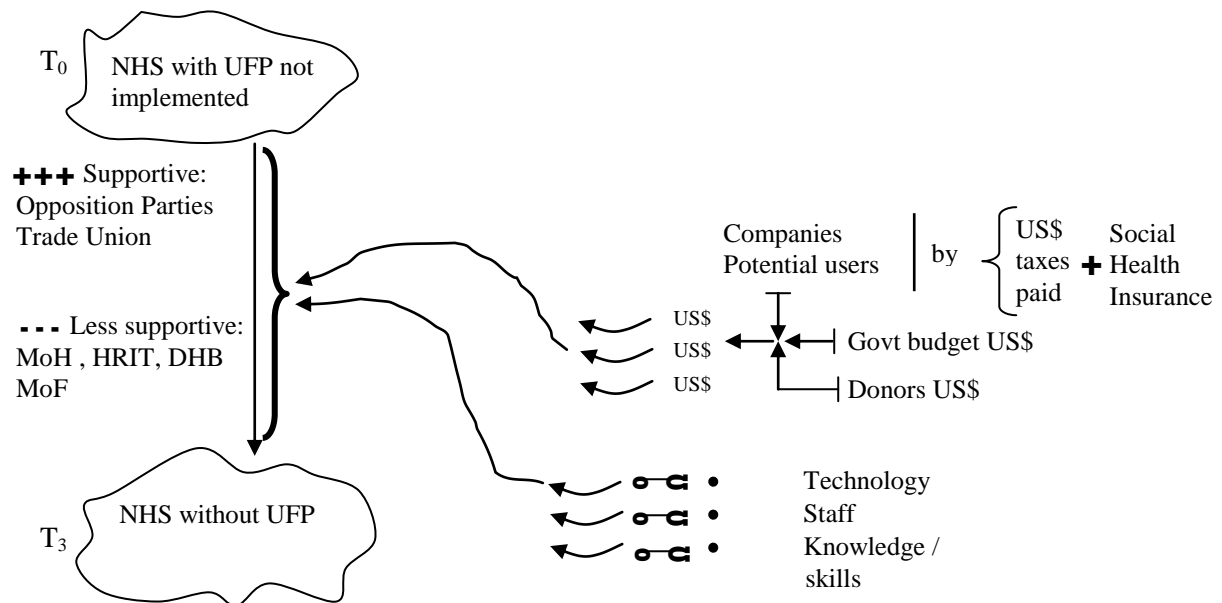 T0
NHS with UFP not
implemented
+++ Supportive:
Opposition Parties
Trade Union
--- Less supportive:
MoH , HRIT, DHB
MoF
T3
NHS without UFP
Companies
Potential users
by
US$
taxes
paid
+
Social
Health
Insurance
US$
US$
US$
Govt budget US$
Donors US$
Technology
Staff
Knowledge /
skills